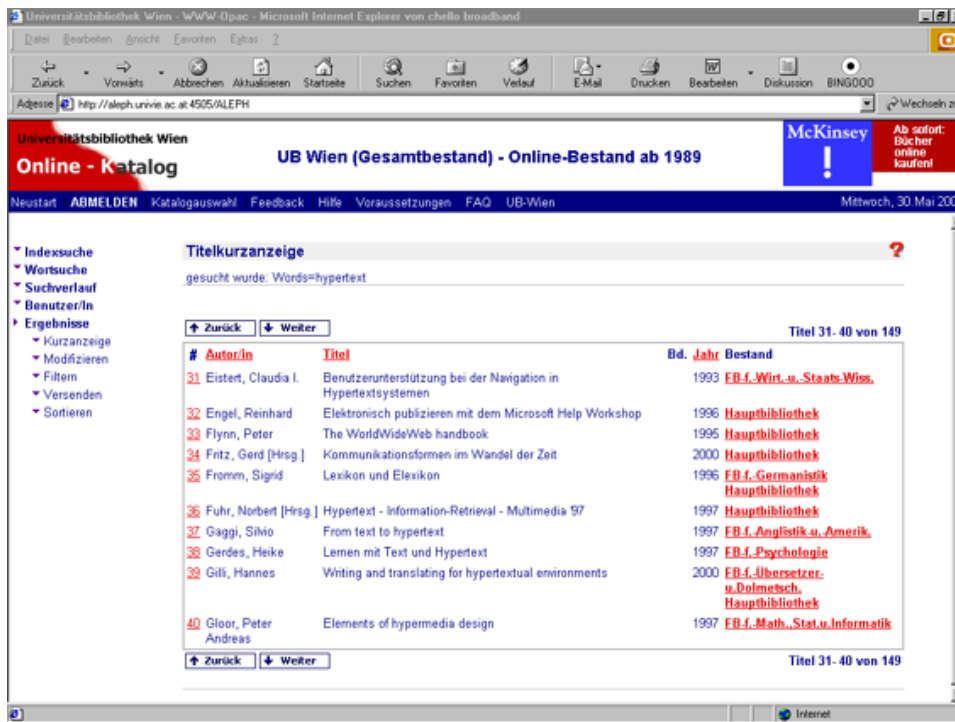 Universitätsbibliothek Wien - WWW-Opac - Microsoft Internet Explorer von chello broadband
Datei Bearbeiten Ansicht Favoriten Extras ?
Zurück Vorwärts Abbrechen Aktualisieren Startseite Suchen Favoriten Verlauf E-Mail Drucken Bearbeiten Diskussion BINGOOO
Adresse http://aleph.univie.ac.at:4505/ALEPH Wechseln zu
Universitätsbibliothek Wien
Online - Katalog
UB Wien (Gesamtbestand) - Online-Bestand ab 1989
McKinsey
!
Ab sofort:
Bücher
online
kaufen!
Neustart ABMELDEN Katalogauswahl Feedback Hilfe Voraussetzungen FAQ UB-Wien Mittwoch, 30.Mai 200
Indexsuche
Wortsuche
Suchverlauf
Benutzer/In
Ergebnisse
Kurzanzeige
Modifizieren
Filtern
Versenden
Sortieren
Titelkurzanzeige ?
gesucht wurde: Words=hypertext
Zurück Weiter Titel 31- 40 von 149
# Autor/in Titel Bd. Jahr Bestand
31 Eistert, Claudia I. Benutzerunterstützung bei der Navigation in 1993 FB-f.-Wirt.-u.-Staats-Wiss.
Hypertextsystemen
32 Engel, Reinhard Elektronisch publizieren mit dem Microsoft Help Workshop 1996 Hauptbibliothek
33 Flynn, Peter The WorldWideWeb handbook 1995 Hauptbibliothek
34 Fritz, Gerd [Hrsg.] Kommunikationsformen im Wandel der Zeit 2000 Hauptbibliothek
35 Fromm, Sigrid Lexikon und Elexikon 1996 FB-f.-Germanistik
Hauptbibliothek
36 Fuhr, Norbert [Hrsg.] Hypertext - Information-Retrieval - Multimedia '97 1997 Hauptbibliothek
37 Gaggi, Silvio From text to hypertext 1997 FB-f.-Anglistik-u.-Amerik.
38 Gerdes, Heike Lernen mit Text und Hypertext 1997 FB-f.-Psychologie
39 Gilli, Hannes Writing and translating for hypertextual environments 2000 FB-f.-Übersetzer-
u.Dolmetsch.
Hauptbibliothek
40 Gloor, Peter Elements of hypermedia design 1997 FB-f.-Math.,Stat.u.Informatik
Andreas
Zurück Weiter Titel 31- 40 von 149
Internet